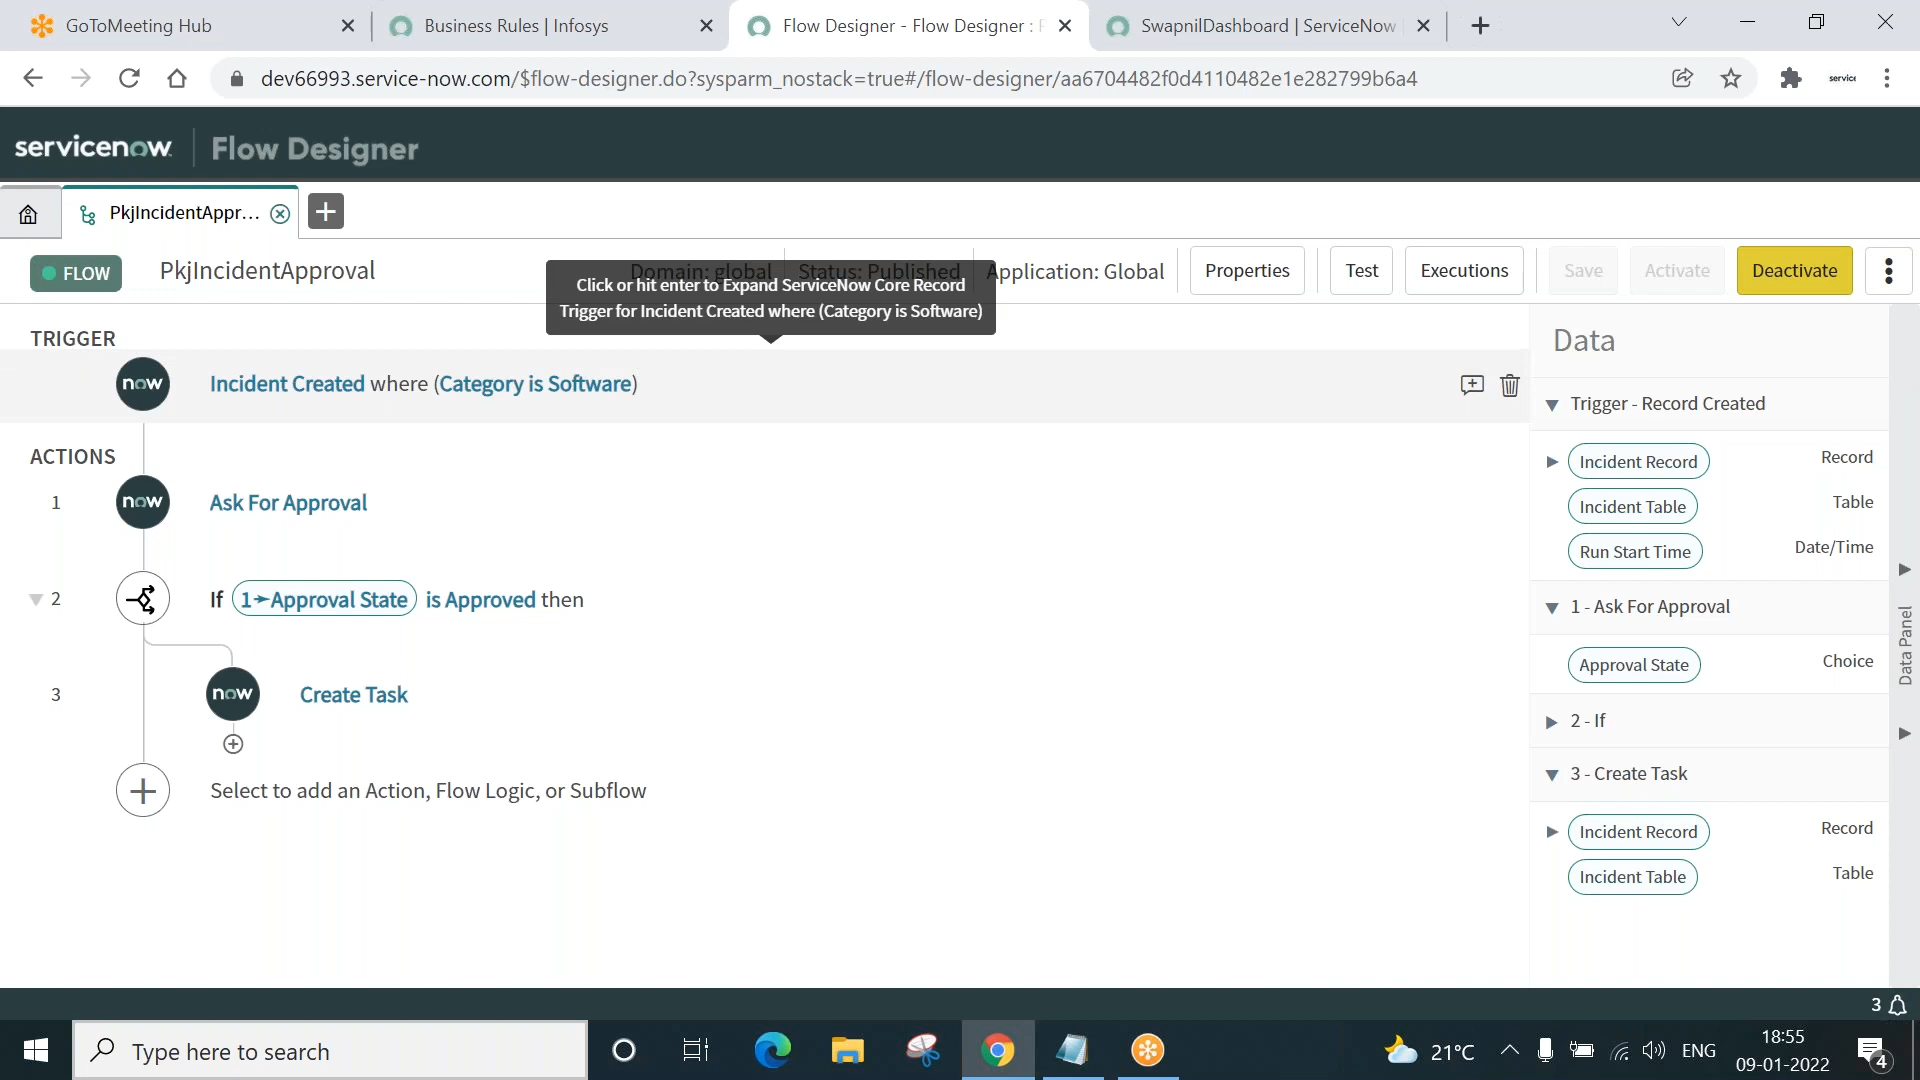 GoToMeeting Hub
Business Rules | Infosys
Flow Designer - Flow Designer :
SwapnilDashboard | ServiceNow
dev66993.service-now.com/$flow-designer.do?sysparm_nostack=true#/flow-designer/aa6704482f0d4110482e1e282799b6a4
servicenow
Flow Designer
PkjIncidentAppr...
FLOW
PkjIncidentApproval
Domain: global
Status: Published
Application: Global
Properties
Test
Executions
Save
Activate
Deactivate
Click or hit enter to Expand ServiceNow Core Record
Trigger for Incident Created where (Category is Software)
TRIGGER
now
Incident Created where (Category is Software)
ACTIONS
1
now
Ask For Approval
2
If 1➛Approval State is Approved then
3
now
Create Task
Select to add an Action, Flow Logic, or Subflow
Data
Trigger - Record Created
Incident Record
Record
Incident Table
Table
Run Start Time
Date/Time
1 - Ask For Approval
Approval State
Choice
2 - If
3 - Create Task
Incident Record
Record
Incident Table
Table
Data Panel
3
Type here to search
21°C
ENG
18:55
09-01-2022
4